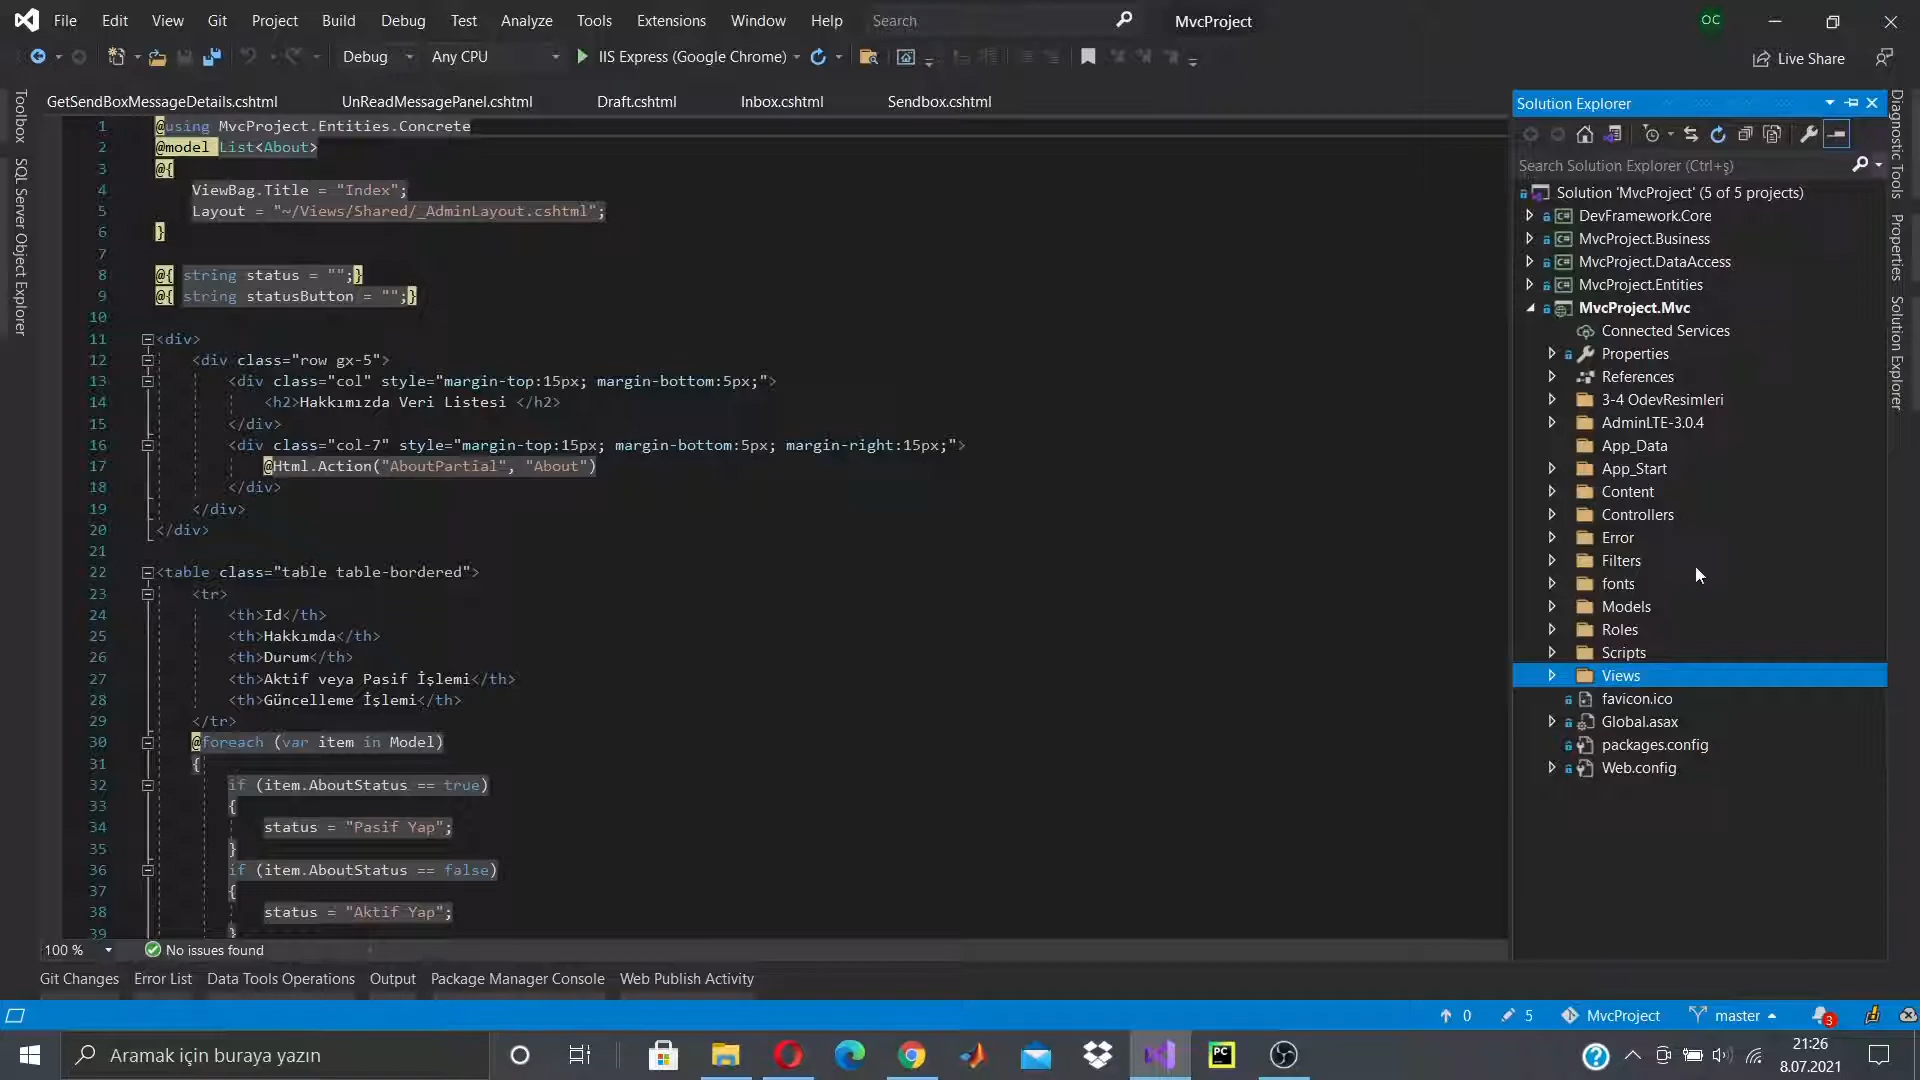 File Edit View Git Project Build Debug Test Analyze Tools Extensions Window Help Search MvcProject OC
Debug Any CPU IIS Express (Google Chrome) Live Share
GetSendBoxMessageDetails.cshtml UnReadMessagePanel.cshtml Draft.cshtml Inbox.cshtml Sendbox.cshtml
Toolbox
SQL Server Object Explorer
1 @using MvcProject.Entities.Concrete
2 @model List<About>
3 @{
4 ViewBag.Title = "Index";
5 Layout = "~/Views/Shared/_AdminLayout.cshtml";
6 }
7
8 @{ string status = "";}
9 @{ string statusButton = "";}
10
11 <div>
12 <div class="row gx-5">
13 <div class="col" style="margin-top:15px; margin-bottom:5px;">
14 <h2>Hakkımızda Veri Listesi </h2>
15 </div>
16 <div class="col-7" style="margin-top:15px; margin-bottom:5px; margin-right:15px;">
17 @Html.Action("AboutPartial", "About")
18 </div>
19 </div>
20 </div>
21
22 <table class="table table-bordered">
23 <tr>
24 <th>Id</th>
25 <th>Hakkımda</th>
26 <th>Durum</th>
27 <th>Aktif veya Pasif İşlemi</th>
28 <th>Güncelleme İşlemi</th>
29 </tr>
30 @foreach (var item in Model)
31 {
32 if (item.AboutStatus == true)
33 {
34 status = "Pasif Yap";
35 }
36 if (item.AboutStatus == false)
37 {
38 status = "Aktif Yap";
39 }
100 % No issues found
Solution Explorer
Search Solution Explorer (Ctrl+ş)
Solution 'MvcProject' (5 of 5 projects)
DevFramework.Core
MvcProject.Business
MvcProject.DataAccess
MvcProject.Entities
MvcProject.Mvc
Connected Services
Properties
References
3-4 OdevResimleri
AdminLTE-3.0.4
App_Data
App_Start
Content
Controllers
Error
Filters
fonts
Models
Roles
Scripts
Views
favicon.ico
Global.asax
packages.config
Web.config
Diagnostic Tools
Properties
Solution Explorer
Git Changes Error List Data Tools Operations Output Package Manager Console Web Publish Activity
0 5 MvcProject master 3
Aramak için buraya yazın PC 21:26
8.07.2021